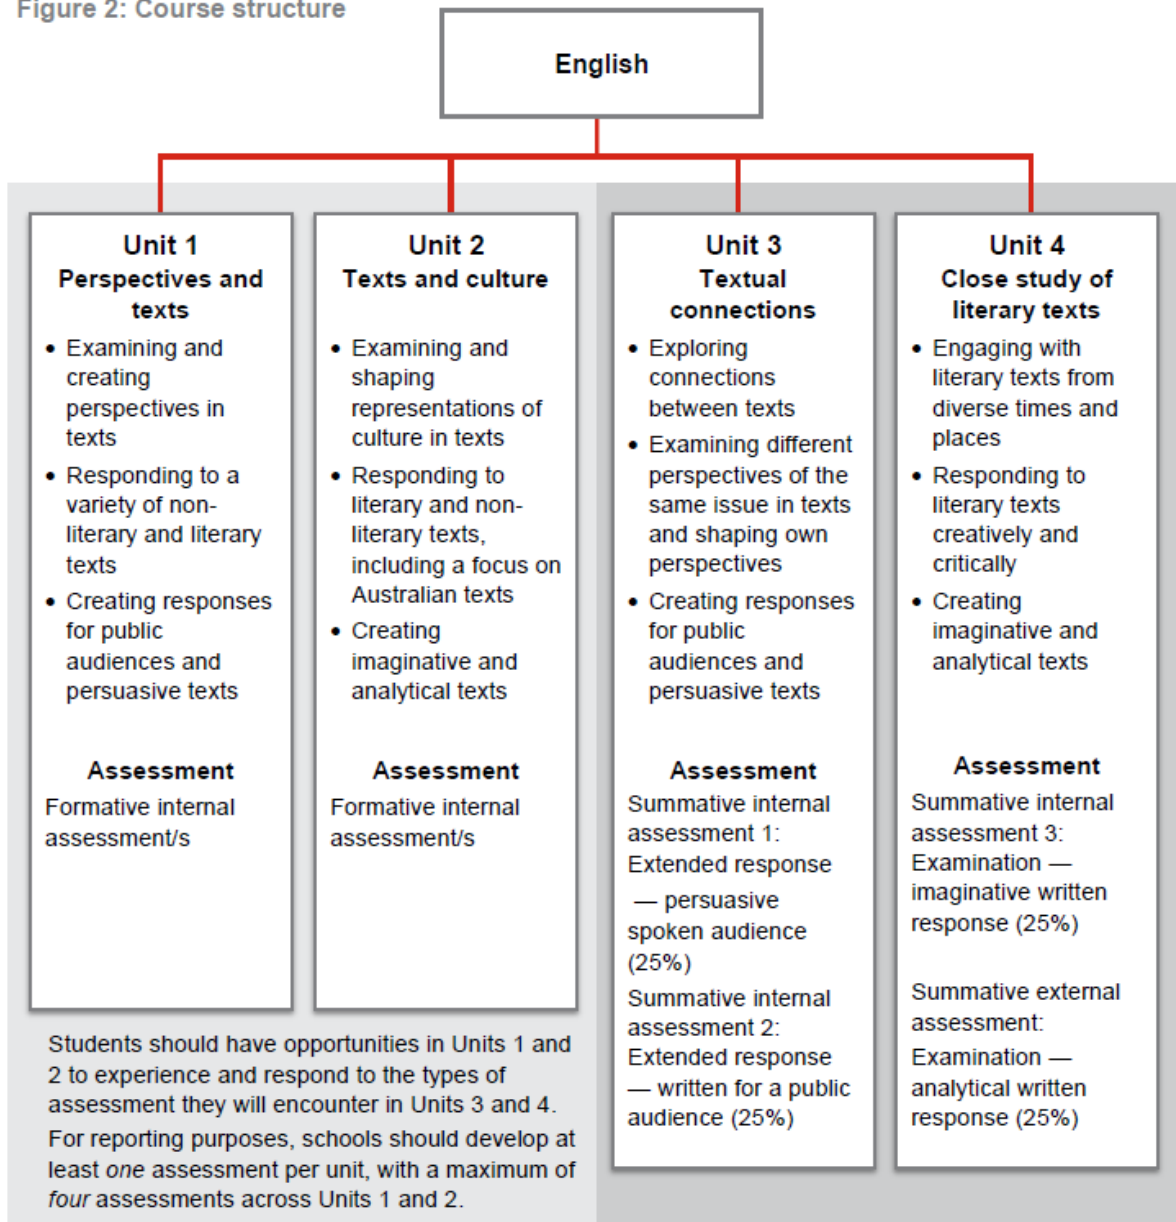 Figure 2: Course structure
English
Unit 1
Perspectives and
texts
• Examining and
creating
perspectives in
texts
• Responding to a
variety of non-
literary and literary
texts
• Creating responses
for public
audiences and
persuasive texts
Assessment
Formative internal
assessment/s
Unit 2
Texts and culture
• Examining and
shaping
representations of
culture in texts
• Responding to
literary and non-
literary texts,
including a focus on
Australian texts
• Creating
imaginative and
analytical texts
Assessment
Formative internal
assessment/s
Students should have opportunities in Units 1 and
2 to experience and respond to the types of
assessment they will encounter in Units 3 and 4.
For reporting purposes, schools should develop at
least one assessment per unit, with a maximum of
four assessments across Units 1 and 2.
Unit 3
Textual
connections
• Exploring
connections
between texts
• Examining different
perspectives of the
same issue in texts
and shaping own
perspectives
• Creating responses
for public
audiences and
persuasive texts
Assessment
Summative internal
assessment 1:
Extended response
— persuasive
spoken audience
(25%)
Summative internal
assessment 2:
Extended response
— written for a public
audience (25%)
Unit 4
Close study of
literary texts
• Engaging with
literary texts from
diverse times and
places
• Responding to
literary texts
creatively and
critically
• Creating
imaginative and
analytical texts
Assessment
Summative internal
assessment 3:
Examination —
imaginative written
response (25%)
Summative external
assessment:
Examination —
analytical written
response (25%)